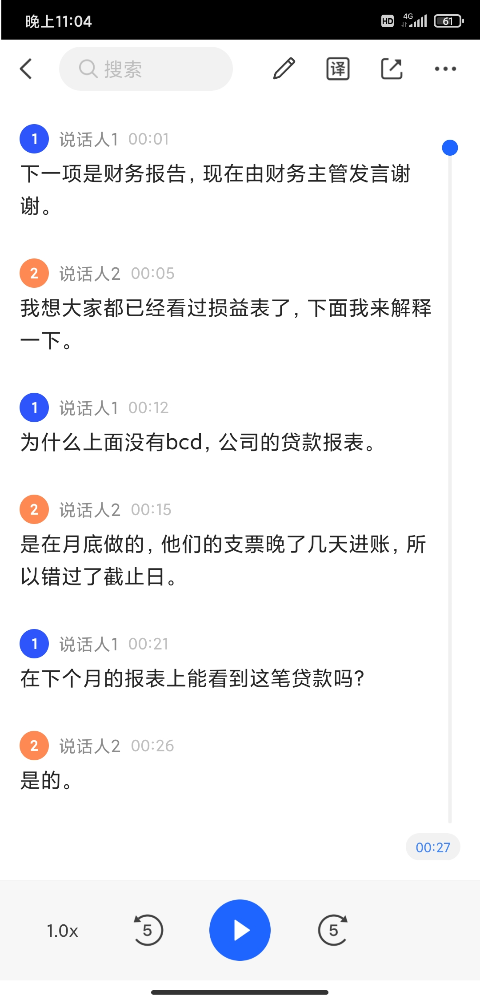 晚上11:04 HD 4G 61
搜索 译
1 说话人1 00:01
下一项是财务报告, 现在由财务主管发言谢
谢。
2 说话人2 00:05
我想大家都已经看过损益表了, 下面我来解释
一下。
1 说话人1 00:12
为什么上面没有bcd, 公司的贷款报表。
2 说话人2 00:15
是在月底做的, 他们的支票晚了几天进账, 所
以错过了截止日。
1 说话人1 00:21
在下个月的报表上能看到这笔贷款吗?
2 说话人2 00:26
是的。
00:27
1.0x 5 5